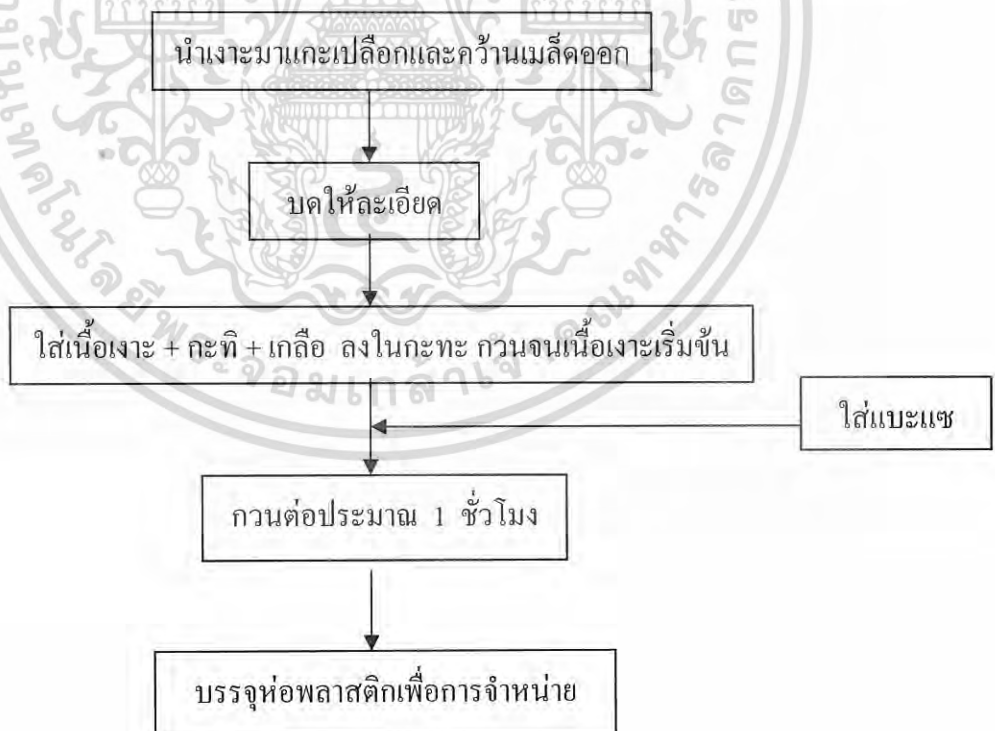 นำเงาะมาแกะเปลือกและคว้านเมล็ดออก
บดให้ละเอียด
ใส่เนื้อเงาะ + กะทิ + เกลือ ลงในกะทะ กวนจนเนื้อเงาะเริ่มข้น
ใส่แบะแซ
กวนต่อประมาณ 1 ชั่วโมง
บรรจุห่อพลาสติกเพื่อการจำหน่าย